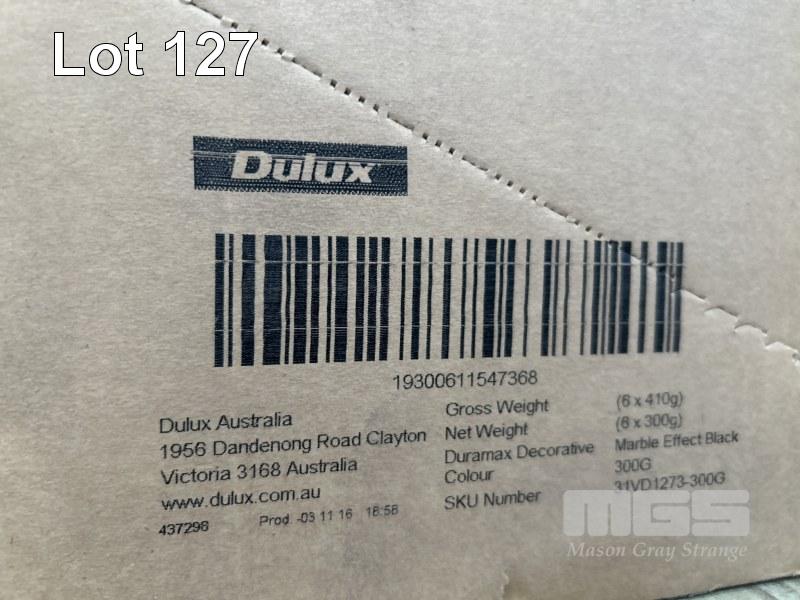 Lot 127
Dulux
19300611547368
Dulux Australia
1956 Dandenong Road Clayton
Victoria 3168 Australia
www.dulux.com.au
437298 Prod. -03 11 16 16:58
Gross Weight (6 x 410g)
Net Weight (6 x 300g)
Duramax Decorative Marble Effect Black
Colour 300G
SKU Number 31VD1273-300G
MGS
Mason Gray Strange